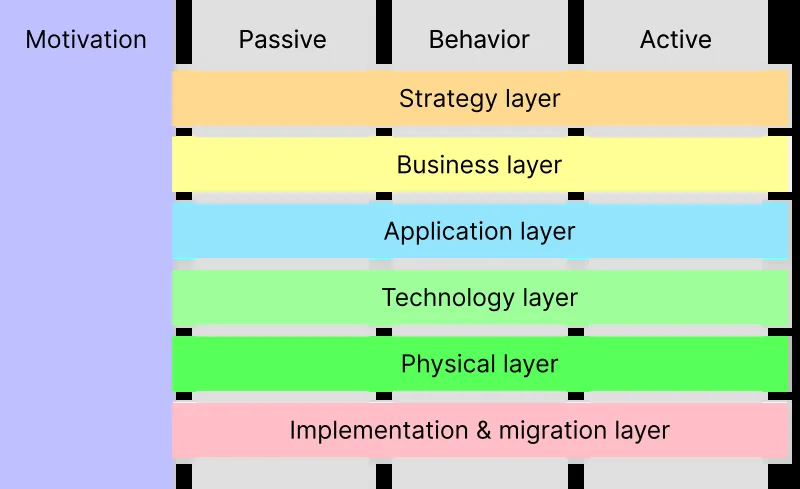 Motivation
Passive
Behavior
Active
Strategy layer
Business layer
Application layer
Technology layer
Physical layer
Implementation & migration layer